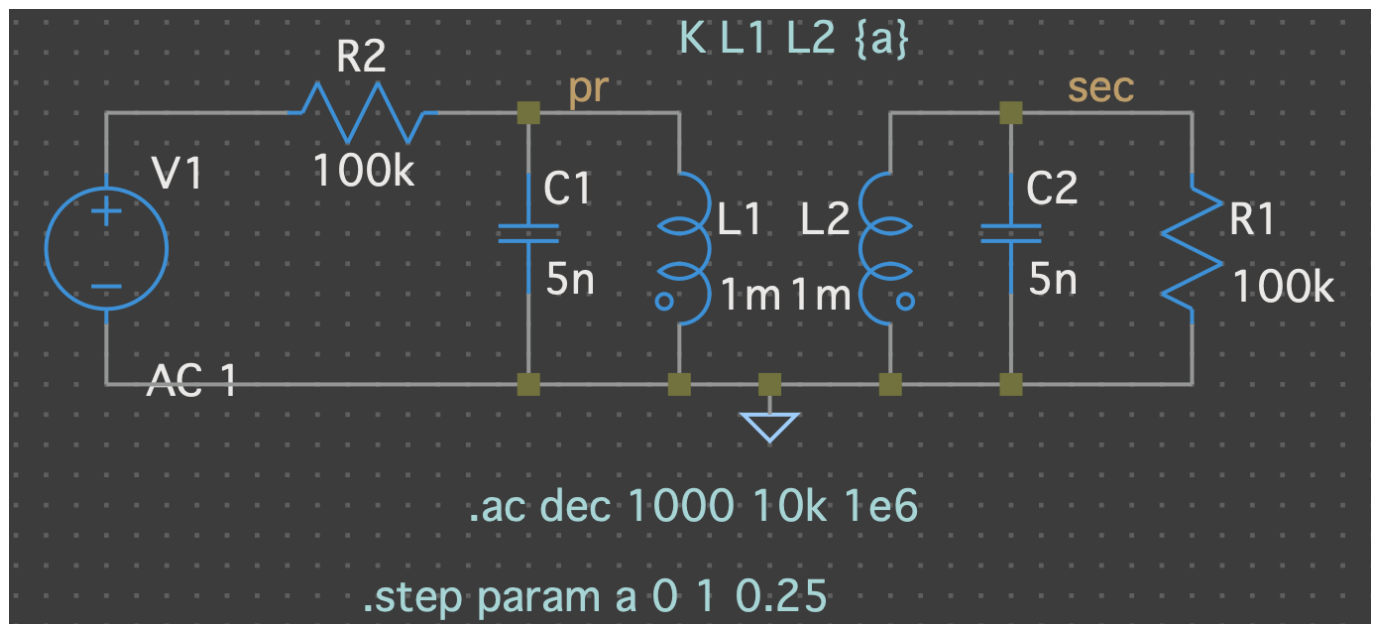 K L1 L2 {a}
R2
pr
sec
100k
V1
C1
C2
L1
L2
R1
5n
1m
1m
5n
100k
AC 1
.ac dec 1000 10k 1e6
.step param a 0 1 0.25